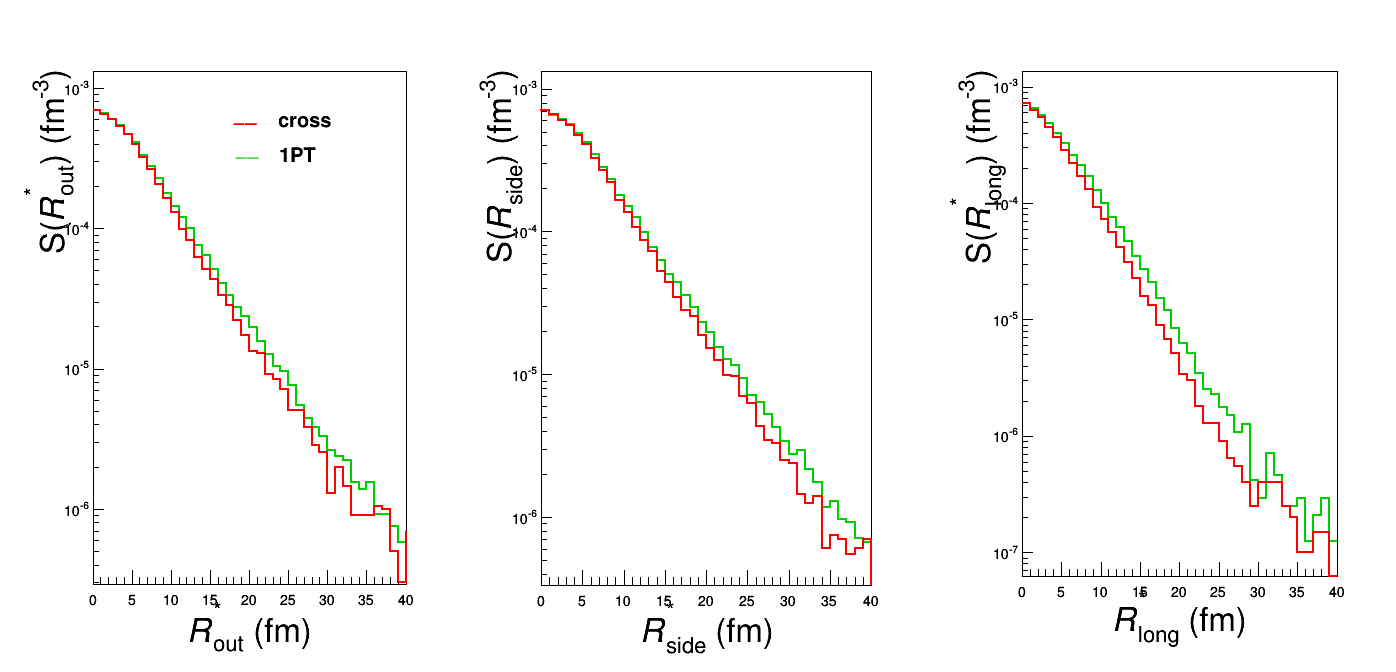 S(R*out) (fm-3)
10-3
10-4
10-5
10-6
cross
1PT
0 5 10 15 20 25 30 35 40
R*out (fm)
S(Rside) (fm-3)
10-3
10-4
10-5
10-6
0 5 10 15 20 25 30 35 40
R*side (fm)
S(R*long) (fm-3)
10-3
10-4
10-5
10-6
10-7
0 5 10 15 20 25 30 35 40
R*long (fm)